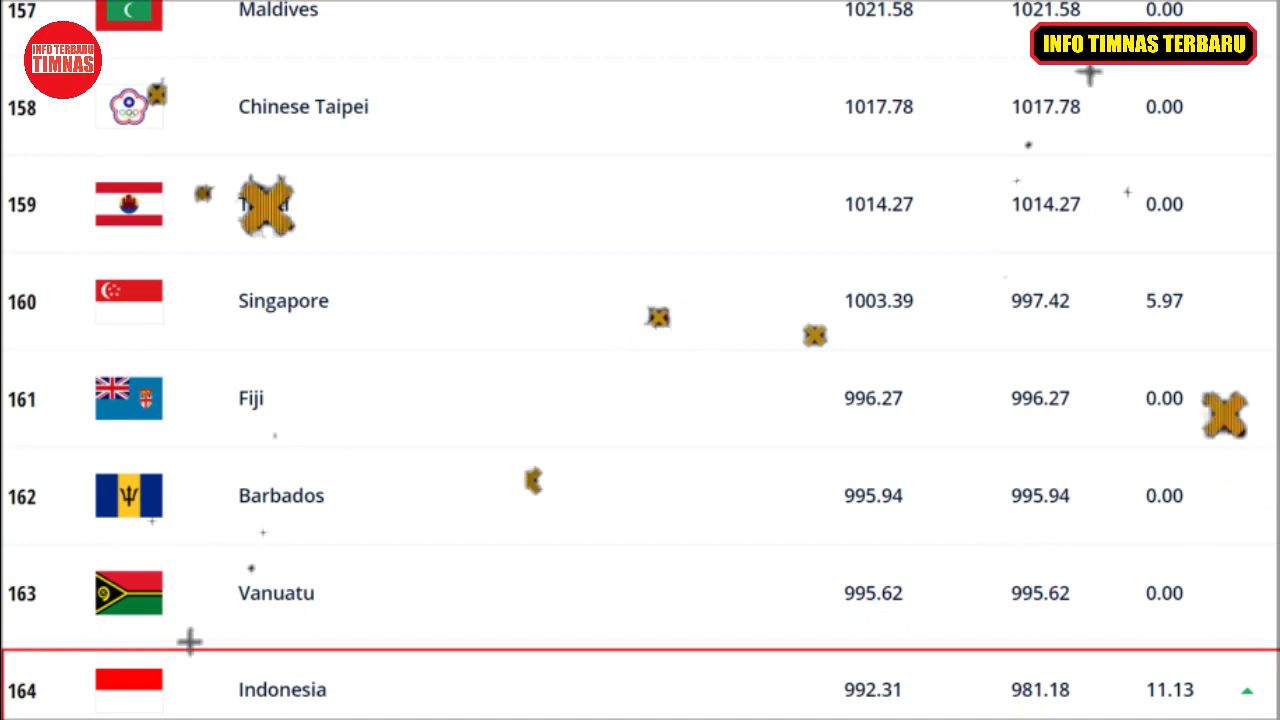 157 Maldives 1021.58 1021.58 0.00
INFO TERBARU
TIMNAS
INFO TIMNAS TERBARU
158 Chinese Taipei 1017.78 1017.78 0.00
159 1014.27 1014.27 0.00
160 Singapore 1003.39 997.42 5.97
161 Fiji 996.27 996.27 0.00
162 Barbados 995.94 995.94 0.00
163 Vanuatu 995.62 995.62 0.00
164 Indonesia 992.31 981.18 11.13